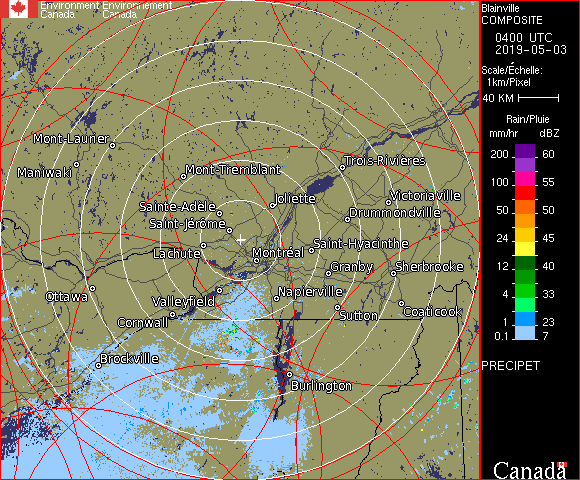 Environment Environnement
Canada Canada
Blainville
COMPOSITE
0400 UTC
2019-05-03
Scale/Échelle:
1km/Pixel
40 KM
Rain/Pluie
mm/hr dBZ
200 60
100 55
50 50
24 45
12 40
4 33
1 23
0.1 7
PRECIPET
Canada
Mont-Laurier
Maniwaki
Mont-Tremblant
Trois-Rivières
Joliette
Victoriaville
Sainte-Adèle
Drummondville
Saint-Jérôme
Saint-Hyacinthe
Lachute
Montréal
Granby
Sherbrooke
Ottawa
Valleyfield
Napierville
Cornwall
Sutton
Coaticook
Brockville
Burlington